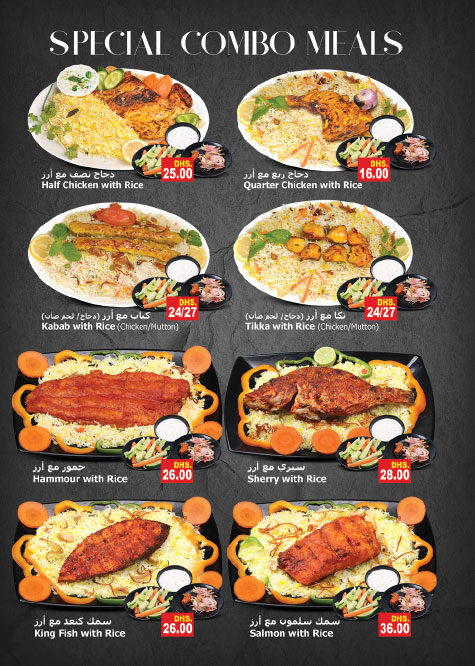 SPECIAL COMBO MEALS
دجاج نصف مع أرز
Half Chicken with Rice
DHS.
25.00
دجاج ربع مع أرز
Quarter Chicken with Rice
DHS.
16.00
كباب مع أرز (دجاج / لحم ضان)
Kabab with Rice (Chicken/Mutton)
DHS.
24/27
تكا مع أرز (دجاج/ لحم ضان)
Tikka with Rice (Chicken/Mutton)
DHS.
24/27
حمور مع أرز
Hammour with Rice
DHS.
26.00
سنري مع أرز
Sherry with Rice
DHS.
28.00
سمك كنعد مع أرز
King Fish with Rice
DHS.
26.00
سمك سلمون مع أرز
Salmon with Rice
DHS.
36.00